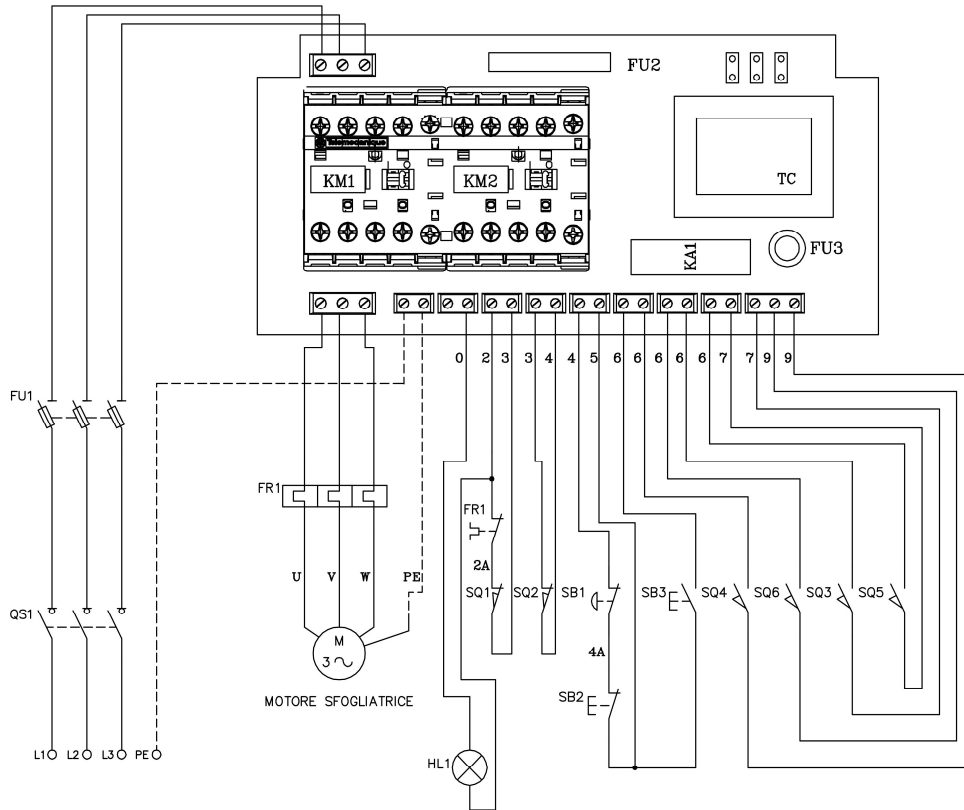 FU2
Telemecanique
KM1
KM2
TC
KA1
FU3
0 2 3 3 4 4 5 6 6 6 6 6 7 7 9 9
FU1
FR1
FR1
2A
U V W PE
SQ1 SQ2 SB1 SB3 SQ4 SQ6 SQ3 SQ5
QS1
M
3
4A
SB2
MOTORE SFOGLIATRICE
L1 L2 L3 PE
HL1